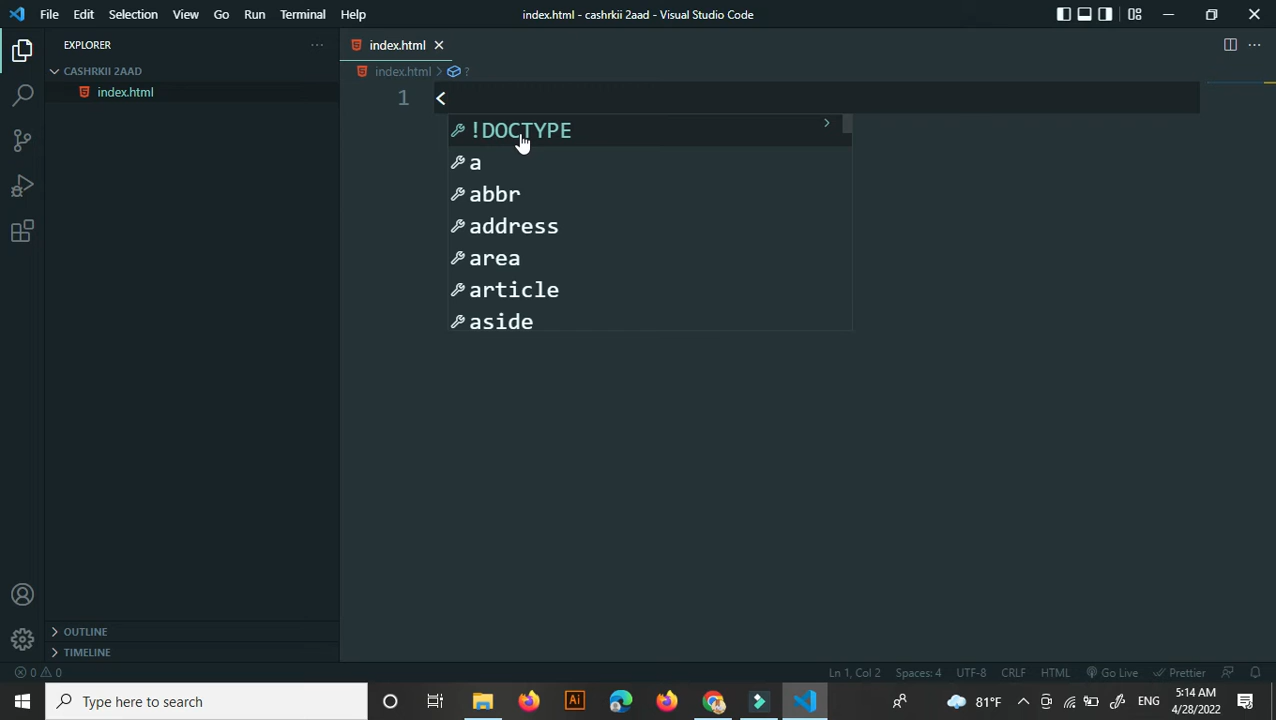 File Edit Selection View Go Run Terminal Help
index.html - cashrkii 2aad - Visual Studio Code
EXPLORER
index.html
CASHRKII 2AAD
index.html > ?
index.html
1 <
!DOCTYPE
a
abbr
address
area
article
aside
OUTLINE
TIMELINE
0 0
Ln 1, Col 2 Spaces: 4 UTF-8 CRLF HTML Go Live Prettier
Type here to search
Ai
81°F
ENG
5:14 AM
4/28/2022